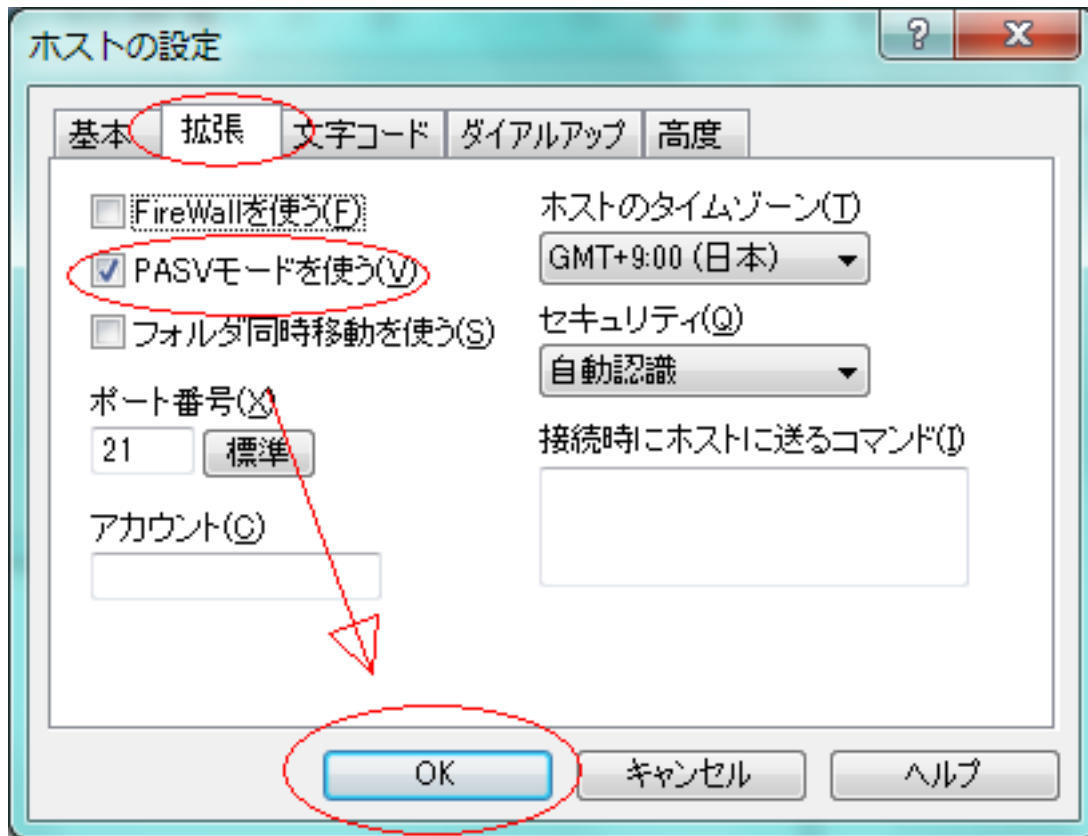 ホストの設定
基本 拡張 文字コード ダイアルアップ 高度
FireWallを使う(F)
PASVモードを使う(V)
フォルダ同時移動を使う(S)
ポート番号(X)
21 標準
アカウント(C)
ホストのタイムゾーン(T)
GMT+9:00 (日本)
セキュリティ(Q)
自動認識
接続時にホストに送るコマンド(I)
OK キャンセル ヘルプ